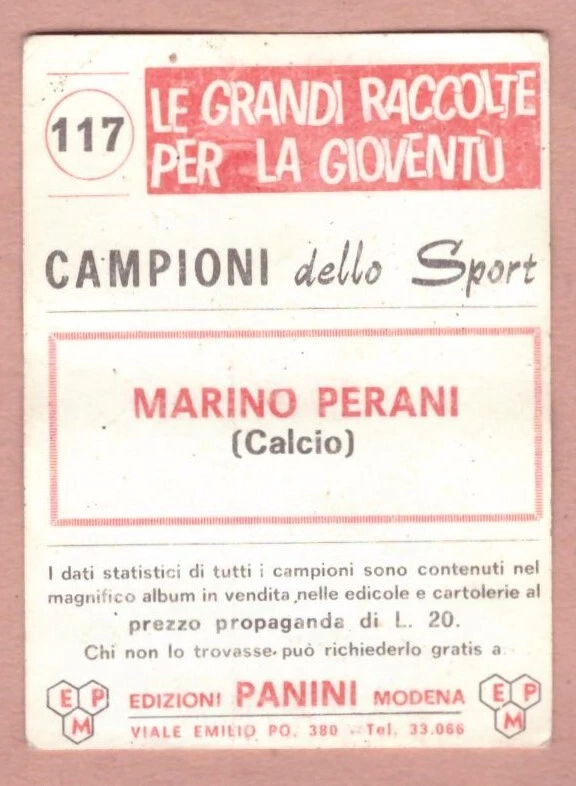 117
LE GRANDI RACCOLTE
PER LA GIOVENTÙ
CAMPIONI dello Sport
MARINO PERANI
(Calcio)
I dati statistici di tutti i campioni sono contenuti nel
magnifico album in vendita nelle edicole e cartolerie al
prezzo propaganda di L. 20.
Chi non lo trovasse può richiederlo gratis a
E P M
EDIZIONI PANINI MODENA
E P M
VIALE EMILIO PO, 380 - Tel. 33.066